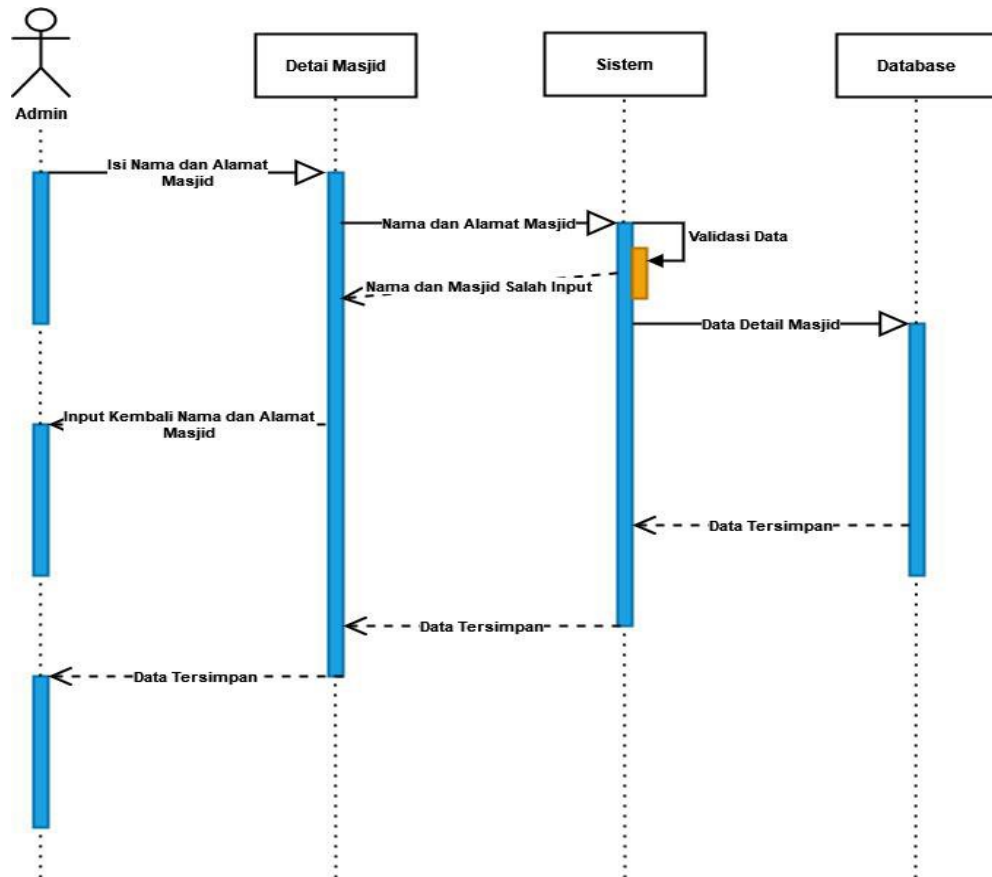 Admin
Detai Masjid
Sistem
Database
Isi Nama dan Alamat
Masjid
Nama dan Alamat Masjid
Validasi Data
Nama dan Masjid Salah Input
Data Detail Masjid
Input Kembali Nama dan Alamat
Masjid
Data Tersimpan
Data Tersimpan
Data Tersimpan